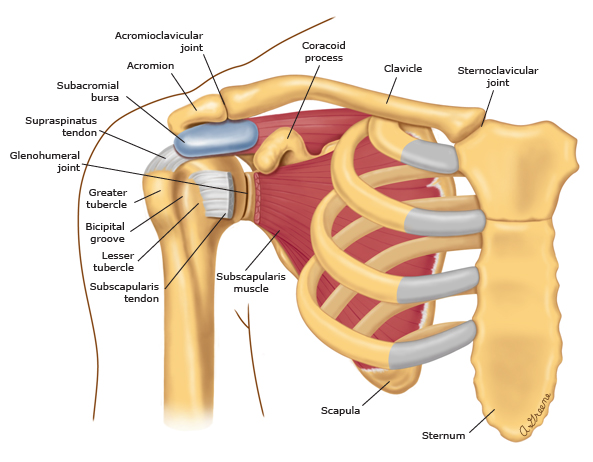 Acromioclavicular
joint
Acromion
Subacromial
bursa
Supraspinatus
tendon
Glenohumeral
joint
Greater
tubercle
Bicipital
groove
Lesser
tubercle
Subscapularis
tendon
Subscapularis
muscle
Coracoid
process
Clavicle
Sternoclavicular
joint
Scapula
Sternum
A. Greene